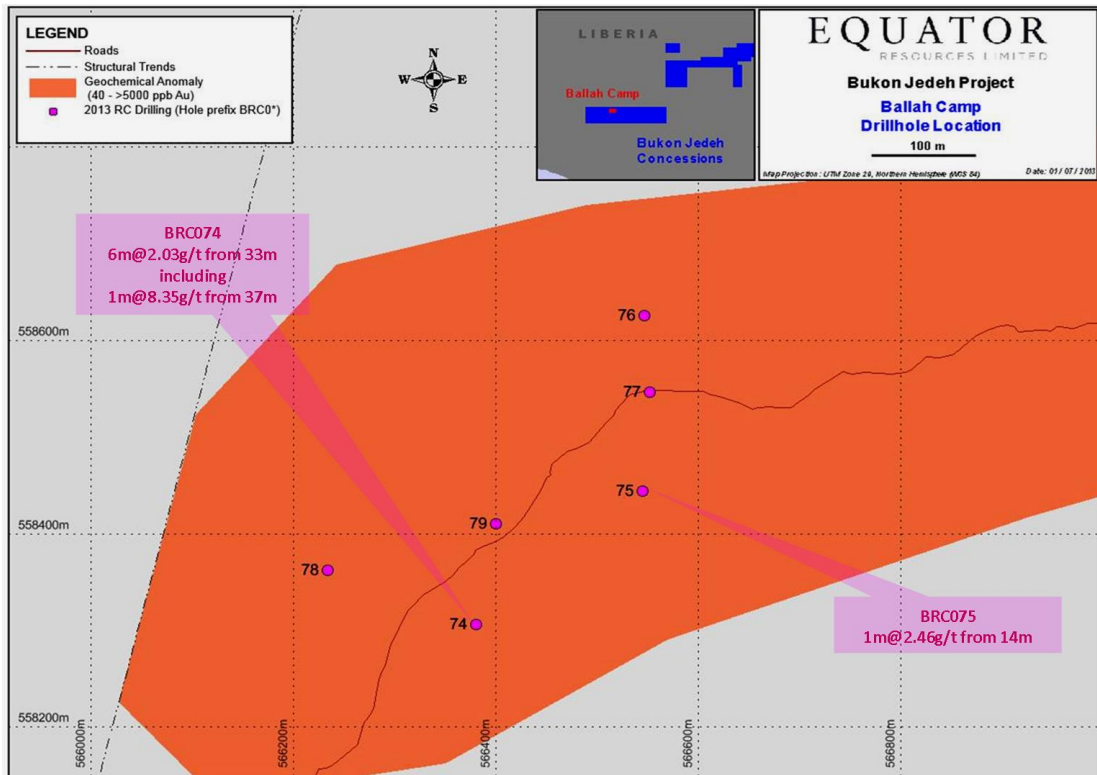 LEGEND
Roads
Structural Trends
Geochemical Anomaly
(40 - >5000 ppb Au)
2013 RC Drilling (Hole prefix BRC0*)
N
W E
S
LIBERIA
Ballah Camp
Bukon Jedeh
Concessions
EQUATOR
RESOURCES LIMITED
Bukon Jedeh Project
Ballah Camp
Drillhole Location
100 m
Map Projection : UTM Zone 29, Northern Hemisphere (WGS 84)
Date: 01/07/2013
BRC074
6m@2.03g/t from 33m
including
1m@8.35g/t from 37m
76
558600m
77
75
79
558400m
78
74
BRC075
1m@2.46g/t from 14m
558200m
566000m
566200m
566400m
566600m
566800m